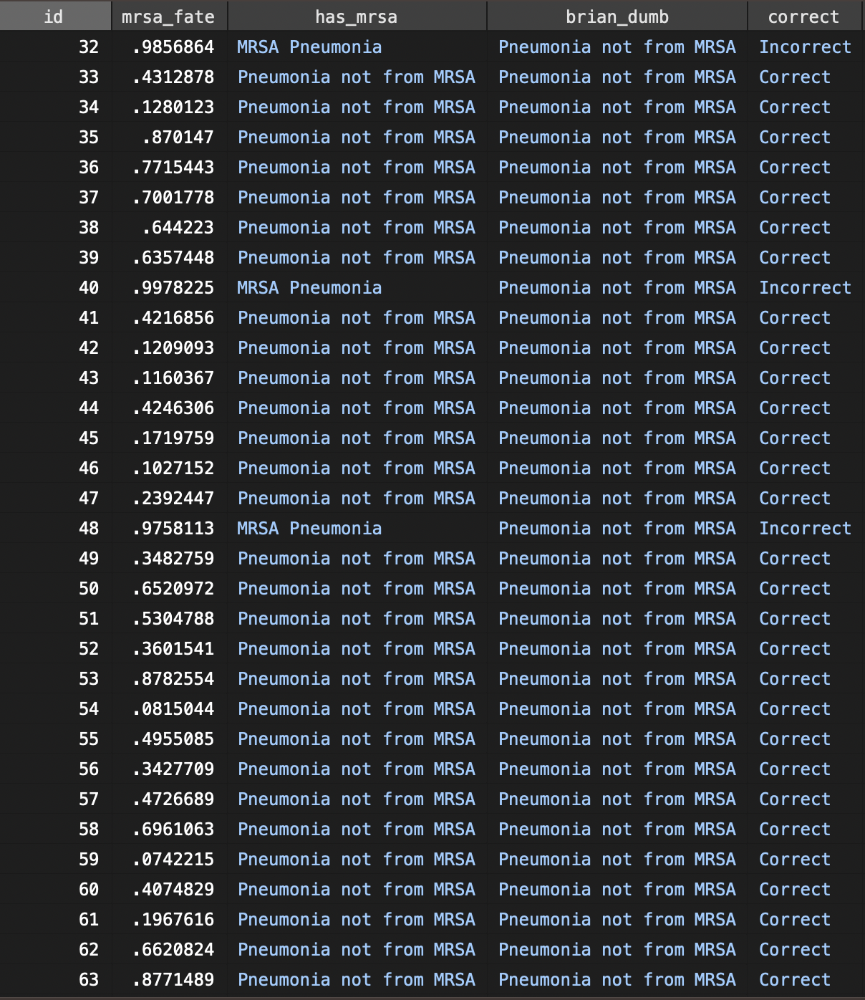 id mrsa_fate has_mrsa brian_dumb correct
32 .9856864 MRSA Pneumonia Pneumonia not from MRSA Incorrect
33 .4312878 Pneumonia not from MRSA Pneumonia not from MRSA Correct
34 .1280123 Pneumonia not from MRSA Pneumonia not from MRSA Correct
35 .870147 Pneumonia not from MRSA Pneumonia not from MRSA Correct
36 .7715443 Pneumonia not from MRSA Pneumonia not from MRSA Correct
37 .7001778 Pneumonia not from MRSA Pneumonia not from MRSA Correct
38 .644223 Pneumonia not from MRSA Pneumonia not from MRSA Correct
39 .6357448 Pneumonia not from MRSA Pneumonia not from MRSA Correct
40 .9978225 MRSA Pneumonia Pneumonia not from MRSA Incorrect
41 .4216856 Pneumonia not from MRSA Pneumonia not from MRSA Correct
42 .1209093 Pneumonia not from MRSA Pneumonia not from MRSA Correct
43 .1160367 Pneumonia not from MRSA Pneumonia not from MRSA Correct
44 .4246306 Pneumonia not from MRSA Pneumonia not from MRSA Correct
45 .1719759 Pneumonia not from MRSA Pneumonia not from MRSA Correct
46 .1027152 Pneumonia not from MRSA Pneumonia not from MRSA Correct
47 .2392447 Pneumonia not from MRSA Pneumonia not from MRSA Correct
48 .9758113 MRSA Pneumonia Pneumonia not from MRSA Incorrect
49 .3482759 Pneumonia not from MRSA Pneumonia not from MRSA Correct
50 .6520972 Pneumonia not from MRSA Pneumonia not from MRSA Correct
51 .5304788 Pneumonia not from MRSA Pneumonia not from MRSA Correct
52 .3601541 Pneumonia not from MRSA Pneumonia not from MRSA Correct
53 .8782554 Pneumonia not from MRSA Pneumonia not from MRSA Correct
54 .0815044 Pneumonia not from MRSA Pneumonia not from MRSA Correct
55 .4955085 Pneumonia not from MRSA Pneumonia not from MRSA Correct
56 .3427709 Pneumonia not from MRSA Pneumonia not from MRSA Correct
57 .4726689 Pneumonia not from MRSA Pneumonia not from MRSA Correct
58 .6961063 Pneumonia not from MRSA Pneumonia not from MRSA Correct
59 .0742215 Pneumonia not from MRSA Pneumonia not from MRSA Correct
60 .4074829 Pneumonia not from MRSA Pneumonia not from MRSA Correct
61 .1967616 Pneumonia not from MRSA Pneumonia not from MRSA Correct
62 .6620824 Pneumonia not from MRSA Pneumonia not from MRSA Correct
63 .8771489 Pneumonia not from MRSA Pneumonia not from MRSA Correct